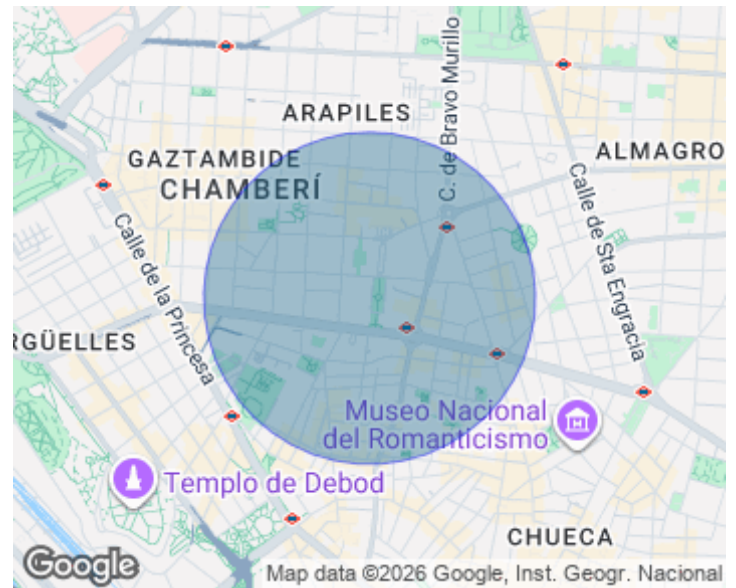 C. de Bravo Murillo
ARAPILES
GAZTAMBIDE
CHAMBERÍ
ALMAGRO
Calle de Sta Engracia
Calle de la Princesa
RGÜELLES
Museo Nacional
del Romanticismo
Templo de Debod
CHUECA
Google
Map data ©2026 Google, Inst. Geogr. Nacional